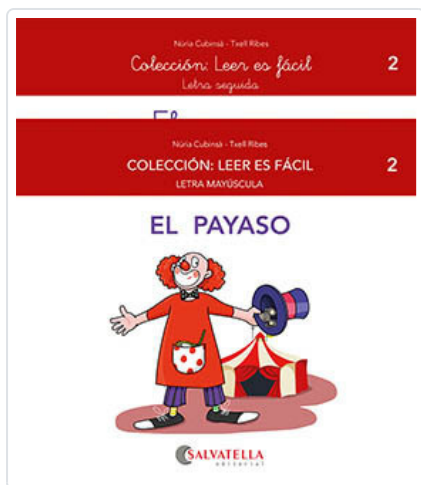 Núria Cubinsà - Txell Ribes
Colección: Leer es fácil 2
Letra seguida
El
Núria Cubinsà - Txell Ribes
COLECCIÓN: LEER ES FÁCIL 2
LETRA MAYÚSCULA
EL PAYASO
SALVATELLA
editorial